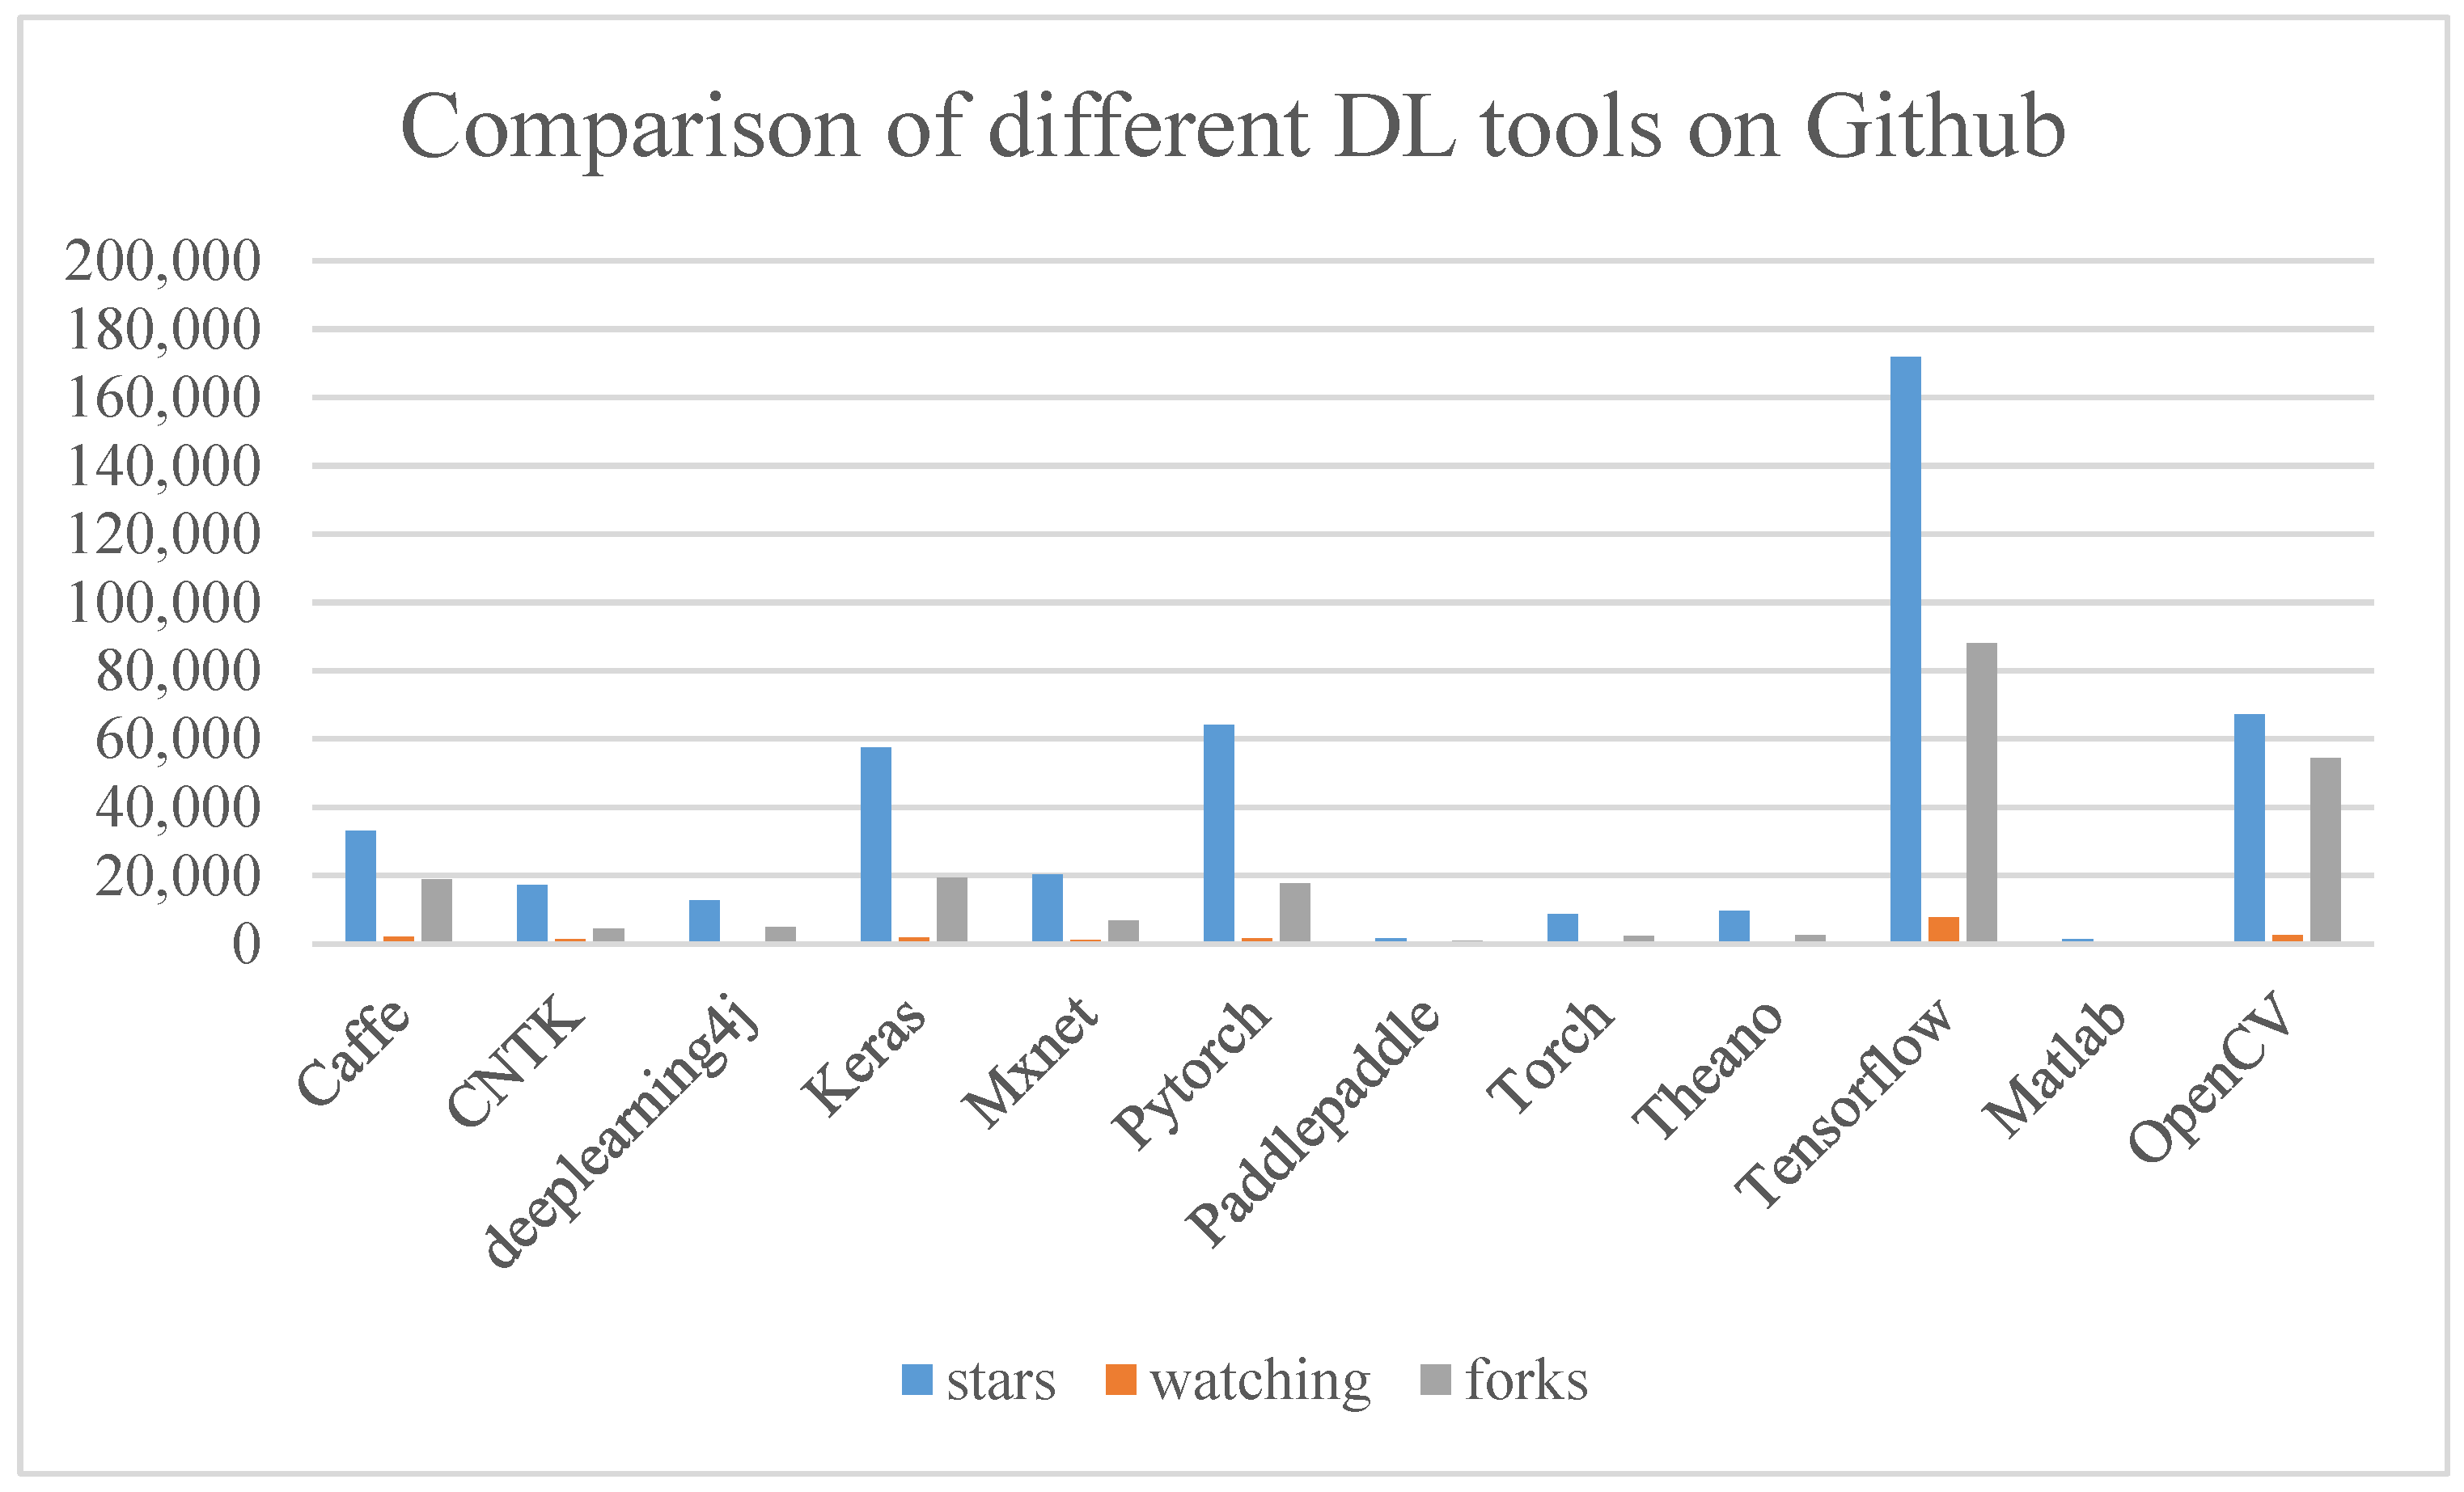 Comparison of different DL tools on Github
200,000
180,000
160,000
140,000
120,000
100,000
80,000
60,000
40,000
20,000
0
Caffe
CNTK
deeplearning4j
Keras
Mxnet
Pytorch
Paddlepaddle
Torch
Theano
Tensorflow
Matlab
OpenCV
stars watching forks